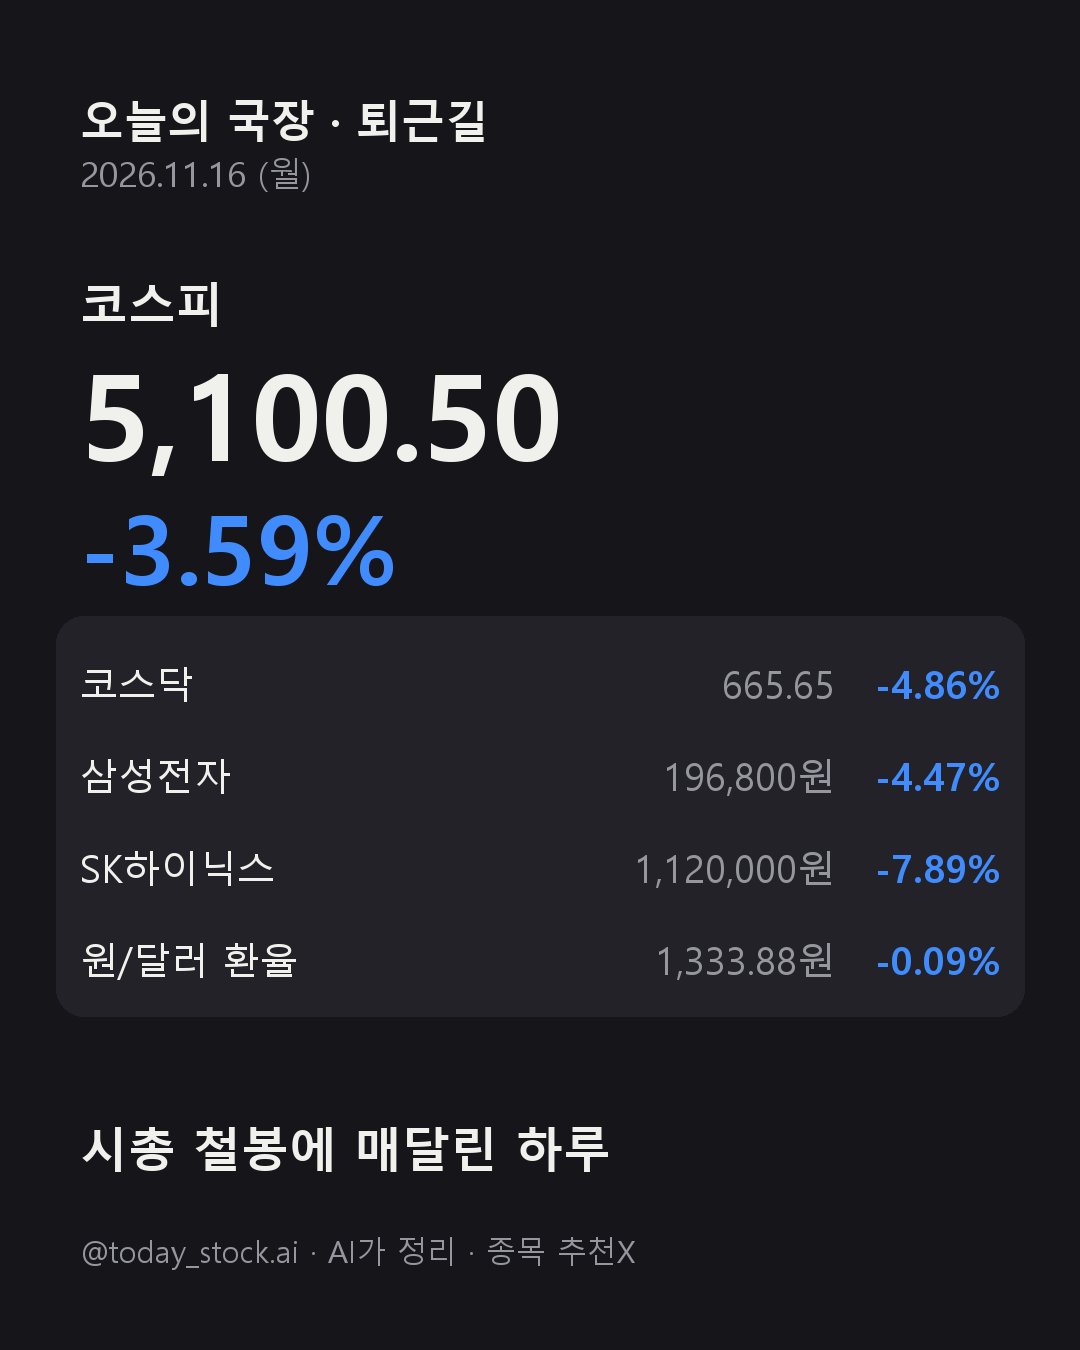 오늘의 국장 · 퇴근길
2026.11.16 (월)
코스피
5,100.50
-3.59%
코스닥 665.65 -4.86%
삼성전자 196,800원 -4.47%
SK하이닉스 1,120,000원 -7.89%
원/달러 환율 1,333.88원 -0.09%
시총 철봉에 매달린 하루
@today_stock.ai · AI가 정리 · 종목 추천X